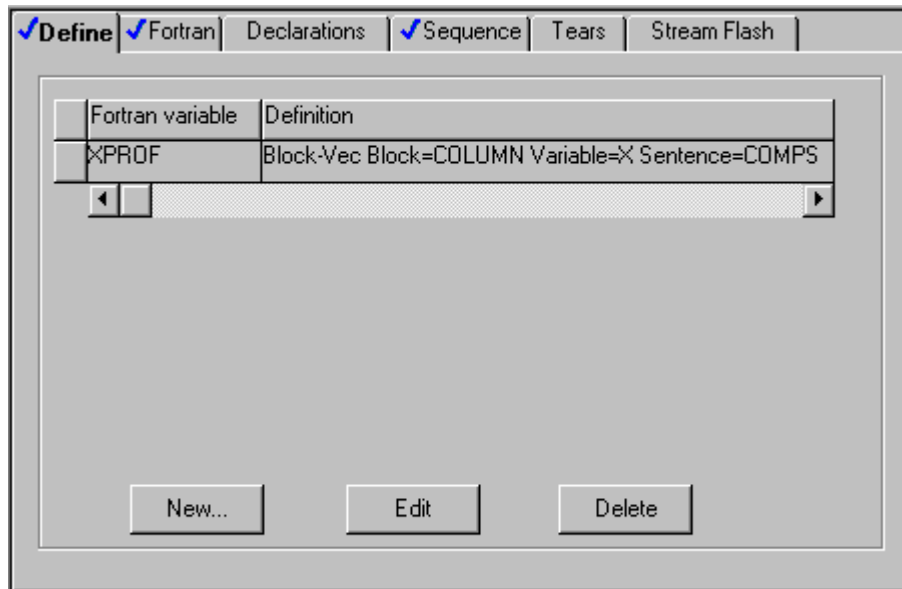 Define Fortran Declarations Sequence Tears Stream Flash
Fortran variable Definition
XPROF Block-Vec Block=COLUMN Variable=X Sentence=COMPS
New... Edit Delete